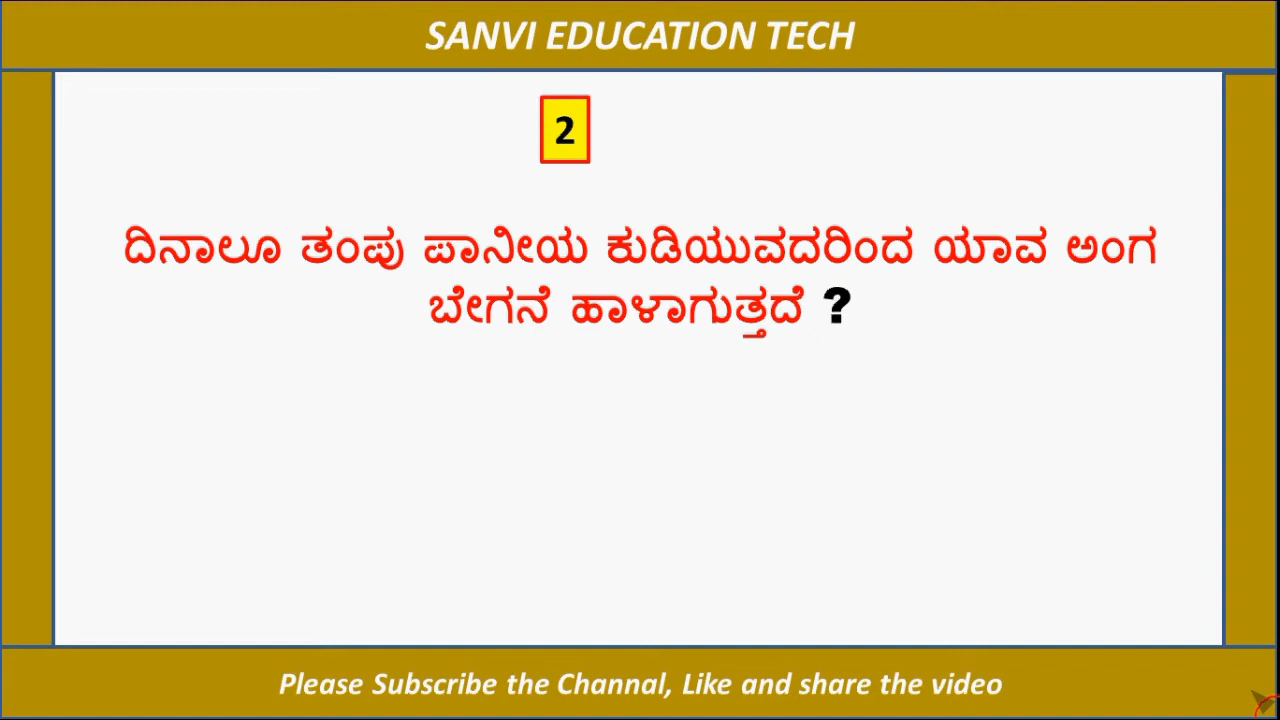 SANVI EDUCATION TECH
2
ದಿನಾಲೂ ತಂಪು ಪಾನೀಯ ಕುಡಿಯುವದರಿಂದ ಯಾವ ಅಂಗ
ಬೇಗನೆ ಹಾಳಾಗುತ್ತದೆ ?
Please Subscribe the Channal, Like and share the video